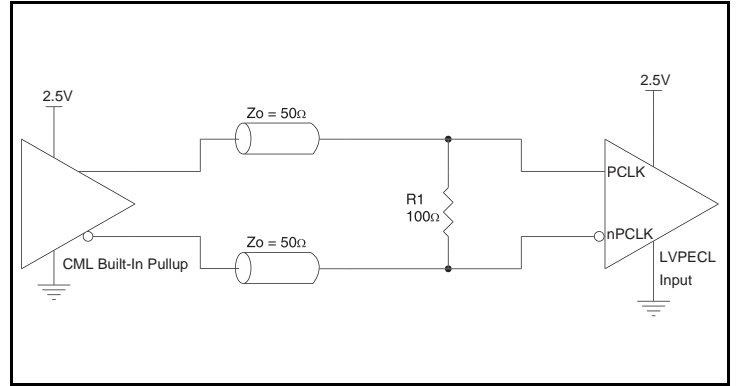 2.5V
2.5V
Zo = 50Ω
PCLK
R1
100Ω
Zo = 50Ω
nPCLK
CML Built-In Pullup
LVPECL
Input